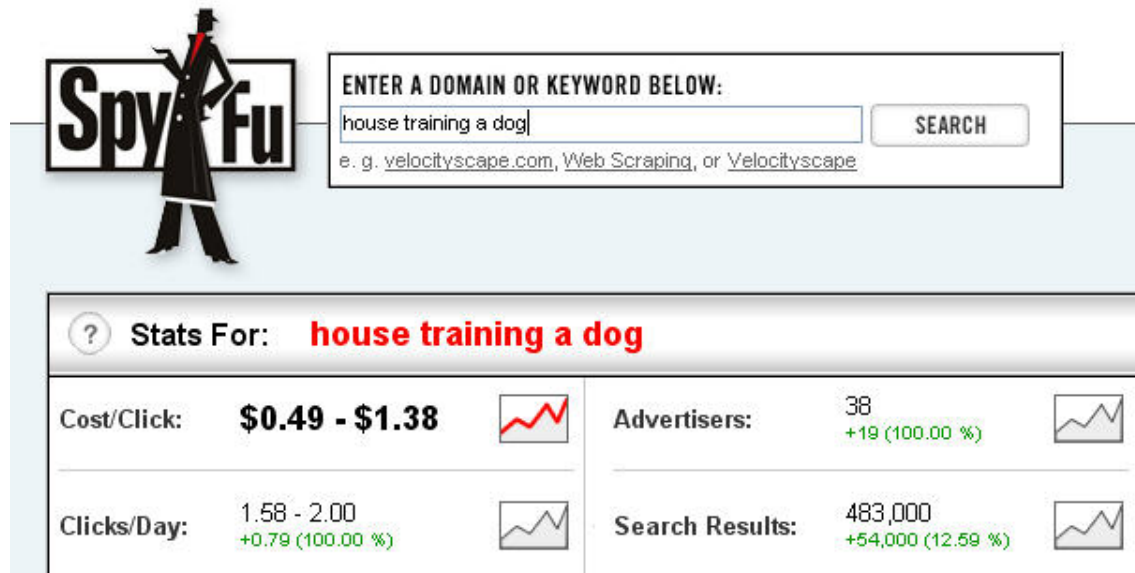 SpyFu
ENTER A DOMAIN OR KEYWORD BELOW:
house training a dog
SEARCH
e. g. velocityscape.com, Web Scraping, or Velocityscape
? Stats For: house training a dog
Cost/Click: $0.49 - $1.38
Advertisers: 38
+19 (100.00 %)
Clicks/Day: 1.58 - 2.00
+0.79 (100.00 %)
Search Results: 483,000
+54,000 (12.59 %)